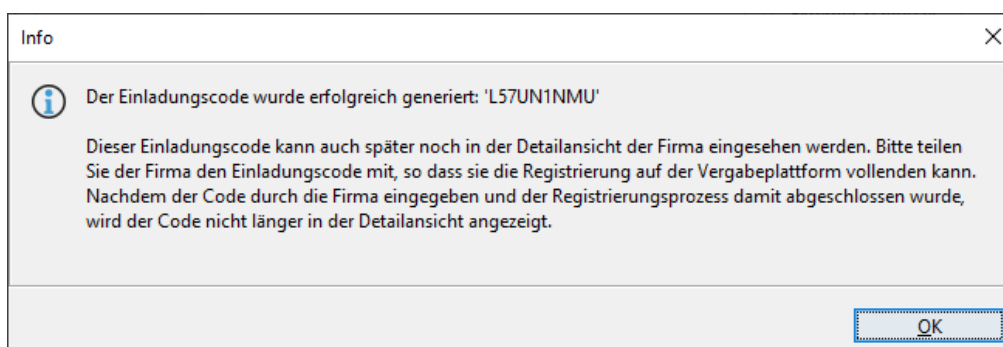 Info
Der Einladungscode wurde erfolgreich generiert: 'L57UN1NMU'
Dieser Einladungscode kann auch später noch in der Detailansicht der Firma eingesehen werden. Bitte teilen
Sie der Firma den Einladungscode mit, so dass sie die Registrierung auf der Vergabeplattform vollenden kann.
Nachdem der Code durch die Firma eingegeben und der Registrierungsprozess damit abgeschlossen wurde,
wird der Code nicht länger in der Detailansicht angezeigt.
OK